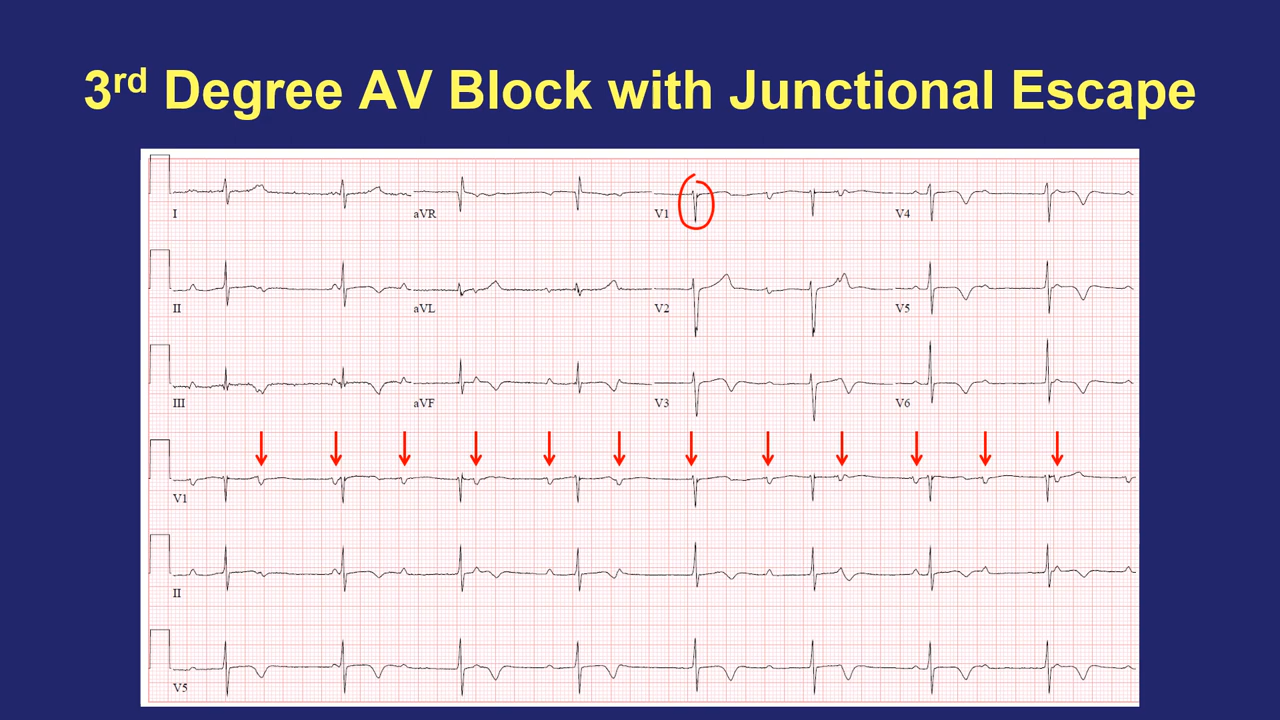 3rd Degree AV Block with Junctional Escape
I aVR V1 V4
II aVL V2 V5
III aVF V3 V6
V1
II
V5